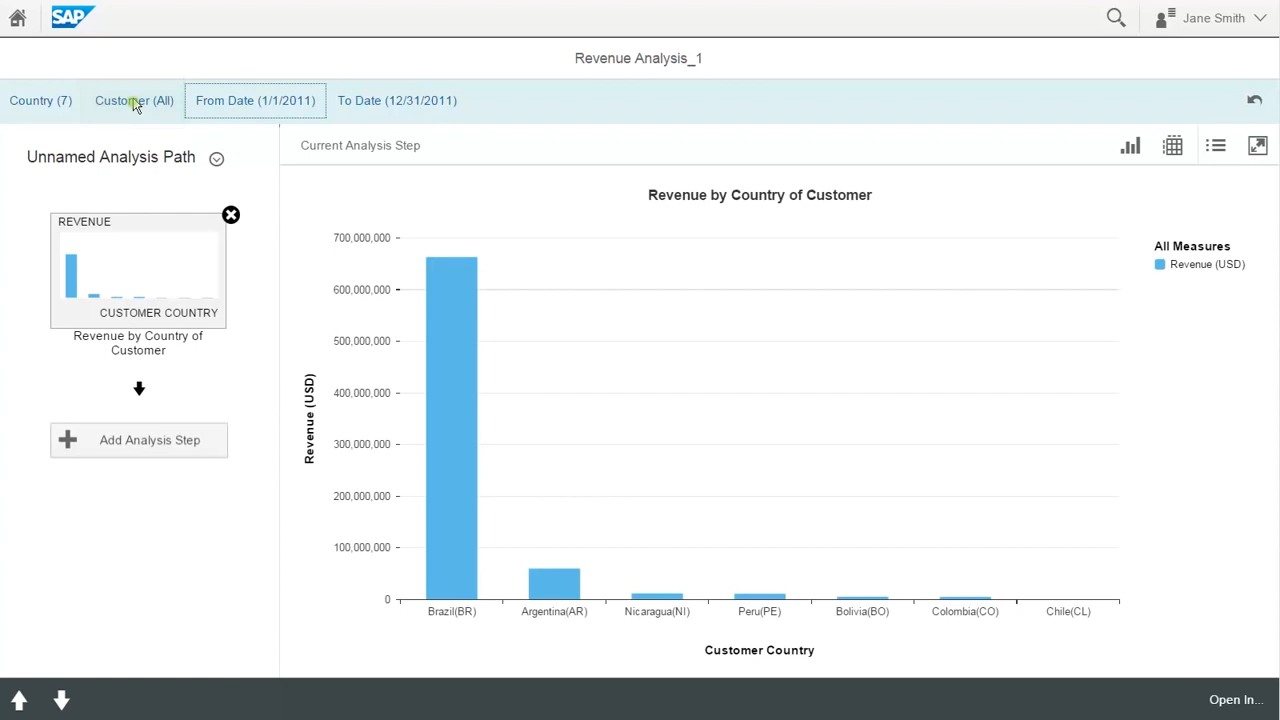 SAP
Jane Smith
Revenue Analysis_1
Country (7)
Customer (All)
From Date (1/1/2011)
To Date (12/31/2011)
Unnamed Analysis Path
REVENUE
CUSTOMER COUNTRY
Revenue by Country of
Customer
Add Analysis Step
Current Analysis Step
Revenue by Country of Customer
700,000,000
600,000,000
500,000,000
400,000,000
300,000,000
200,000,000
100,000,000
0
Revenue (USD)
Brazil(BR)
Argentina(AR)
Nicaragua(NI)
Peru(PE)
Bolivia(BO)
Colombia(CO)
Chile(CL)
Customer Country
All Measures
Revenue (USD)
Open In...